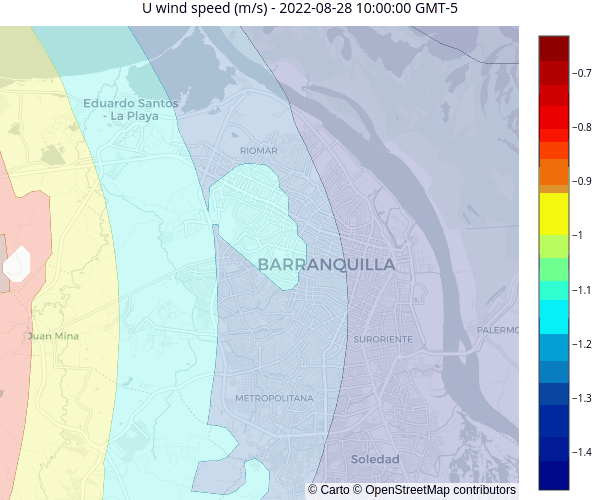 U wind speed (m/s) - 2022-08-28 10:00:00 GMT-5
−0.7
Eduardo Santos
- La Playa
−0.8
RIOMAR
−0.9
−1
BARRANQUILLA
−1.1
PALERMO
Juan Mina
SURORIENTE
−1.2
METROPOLITANA
−1.3
Soledad
−1.4
© Carto © OpenStreetMap contributors